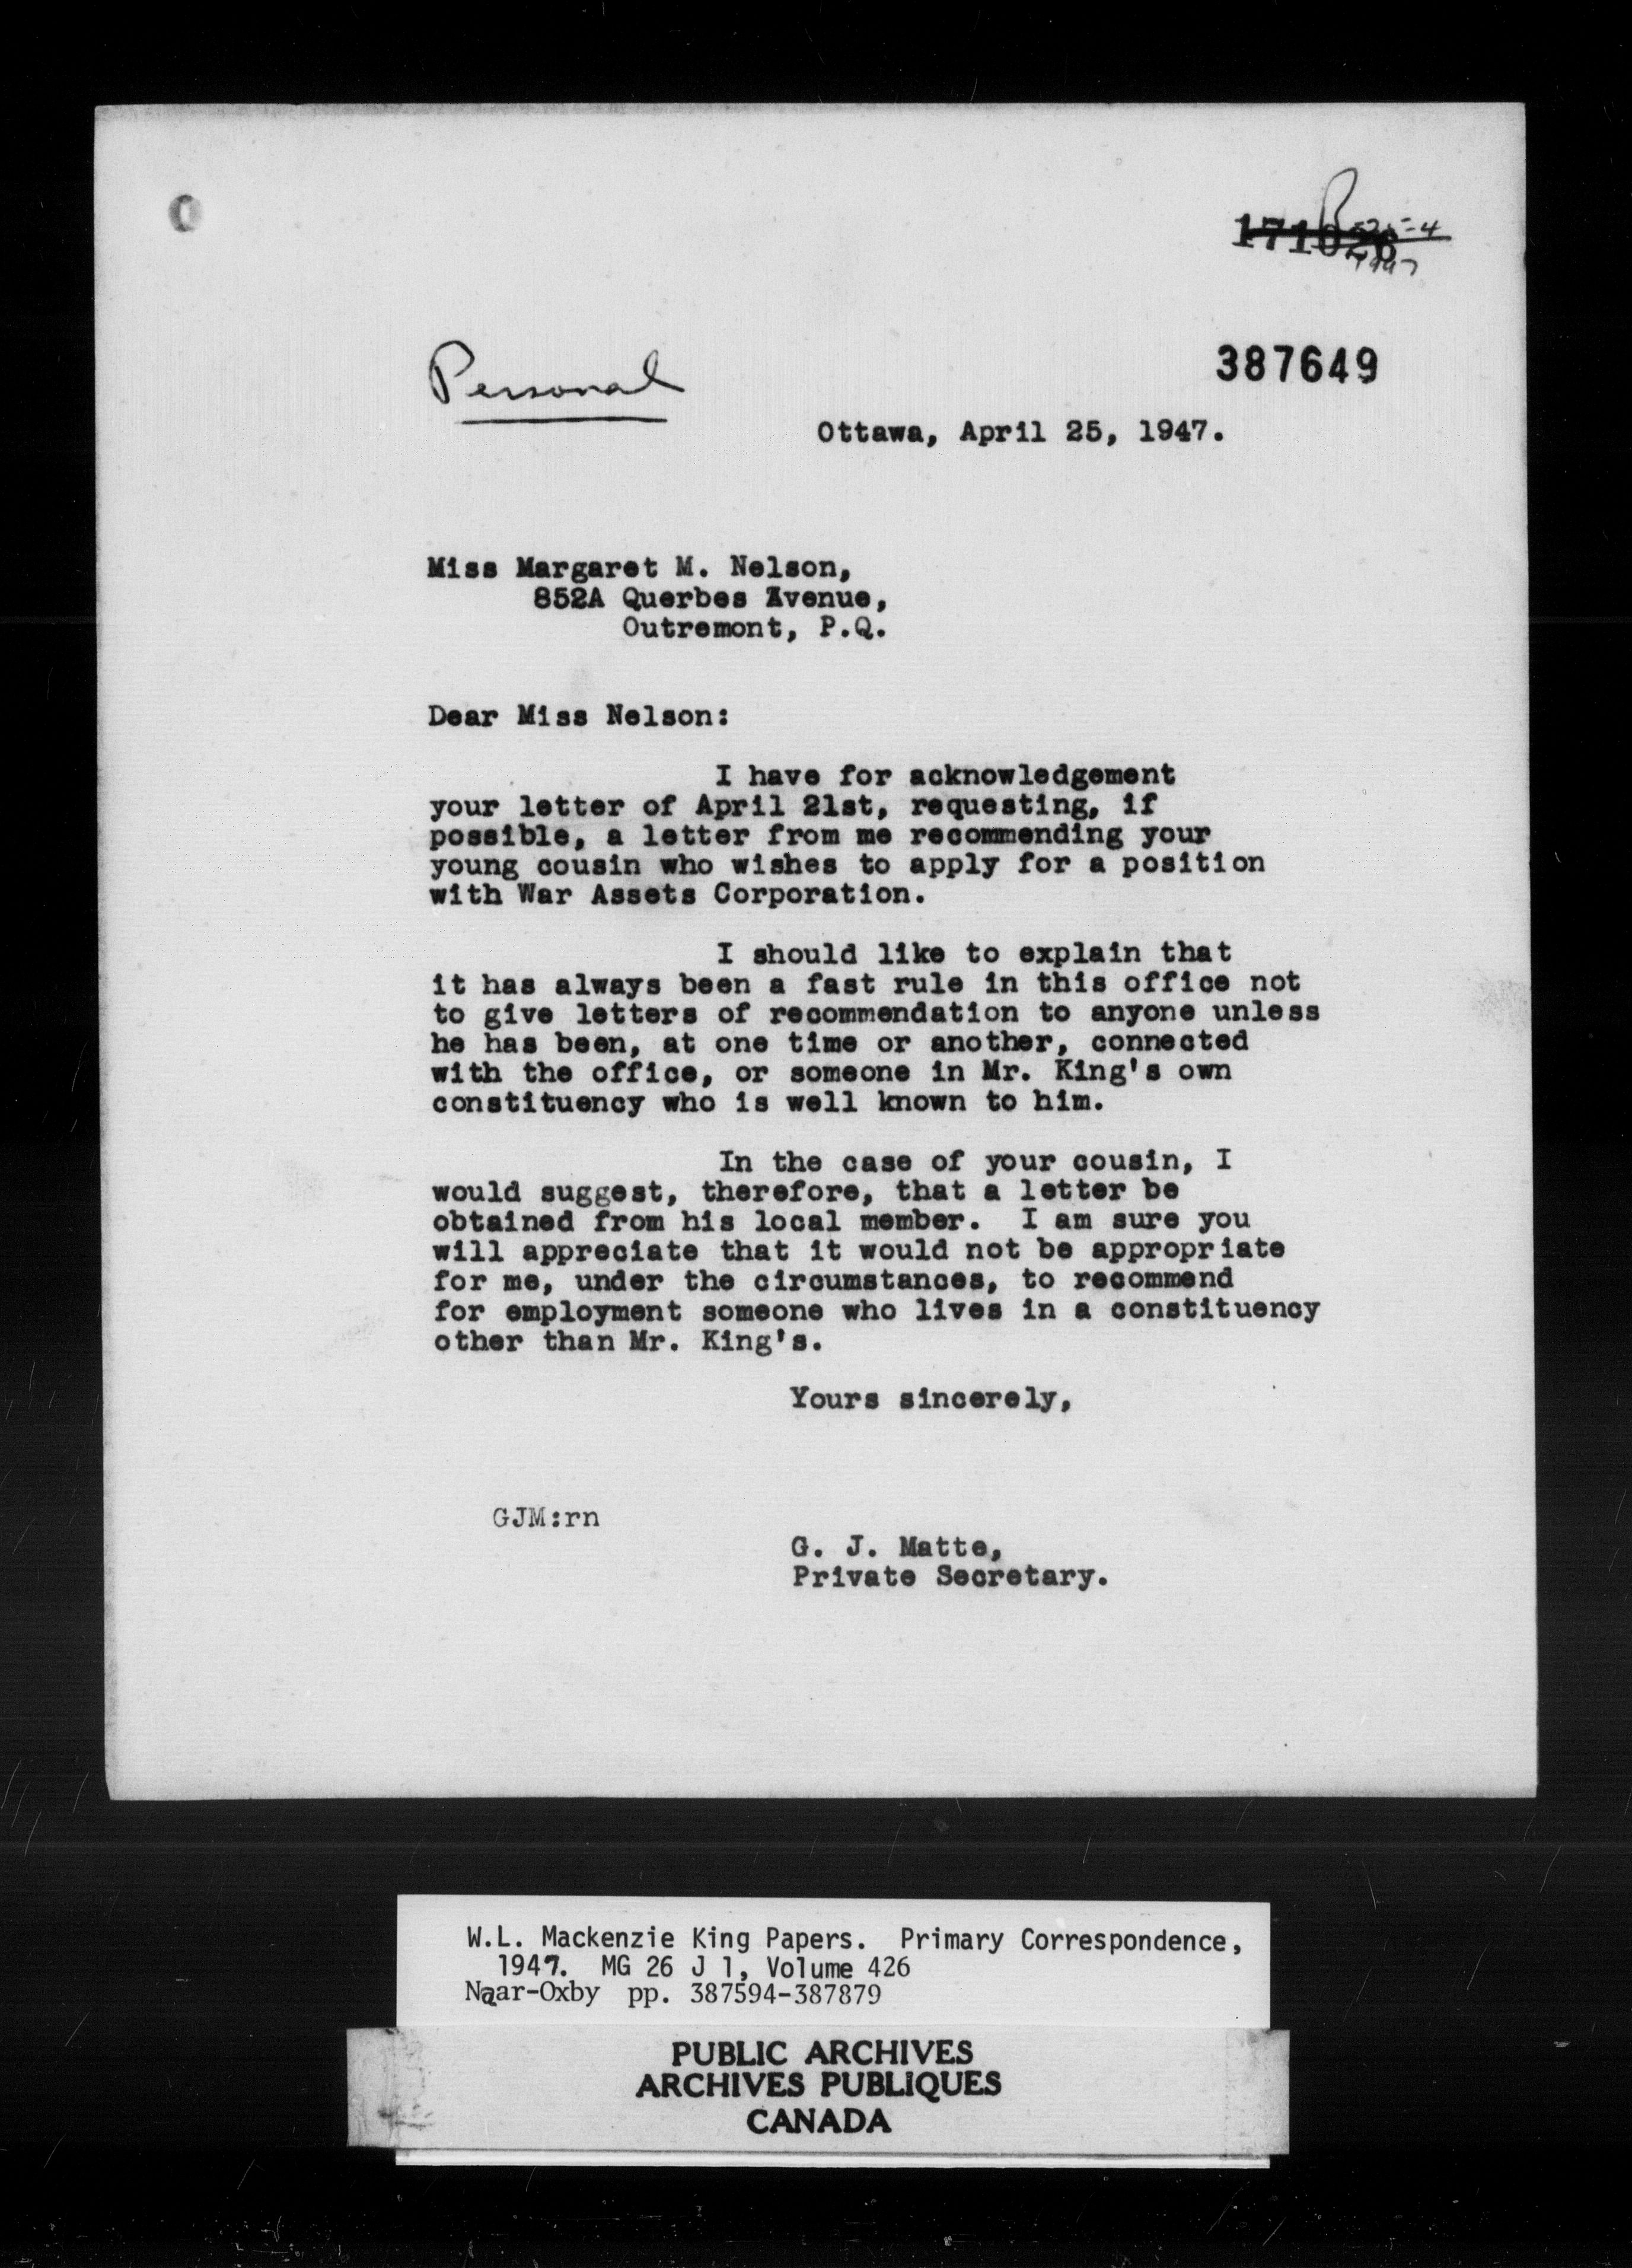 171026
387649
Personal
Ottawa, April 25, 1947.
Miss Margaret M. Nelson,
852A Querbes Avenue,
Outremont, P.Q.
Dear Miss Nelson:
I have for acknowledgement
your letter of April 21st, requesting, if
possible, a letter from me recommending your
young cousin who wishes to apply for a position
with War Assets Corporation.
I should like to explain that
it has always been a fast rule in this office not
to give letters of recommendation to anyone unless
he has been, at one time or another, connected
with the office, or someone in Mr. King's own
constituency who is well known to him.
In the case of your cousin, I
would suggest, therefore, that a letter be
obtained from his local member. I am sure you
will appreciate that it would not be appropriate
for me, under the circumstances, to recommend
for employment someone who lives in a constituency
other than Mr. King's.
Yours sincerely,
GJM:rn
G. J. Matte,
Private Secretary.
W.L. Mackenzie King Papers. Primary Correspondence,
1947. MG 26 J 1, Volume 426
Naar-Oxby pp. 387594-387879
PUBLIC ARCHIVES
ARCHIVES PUBLIQUES
CANADA